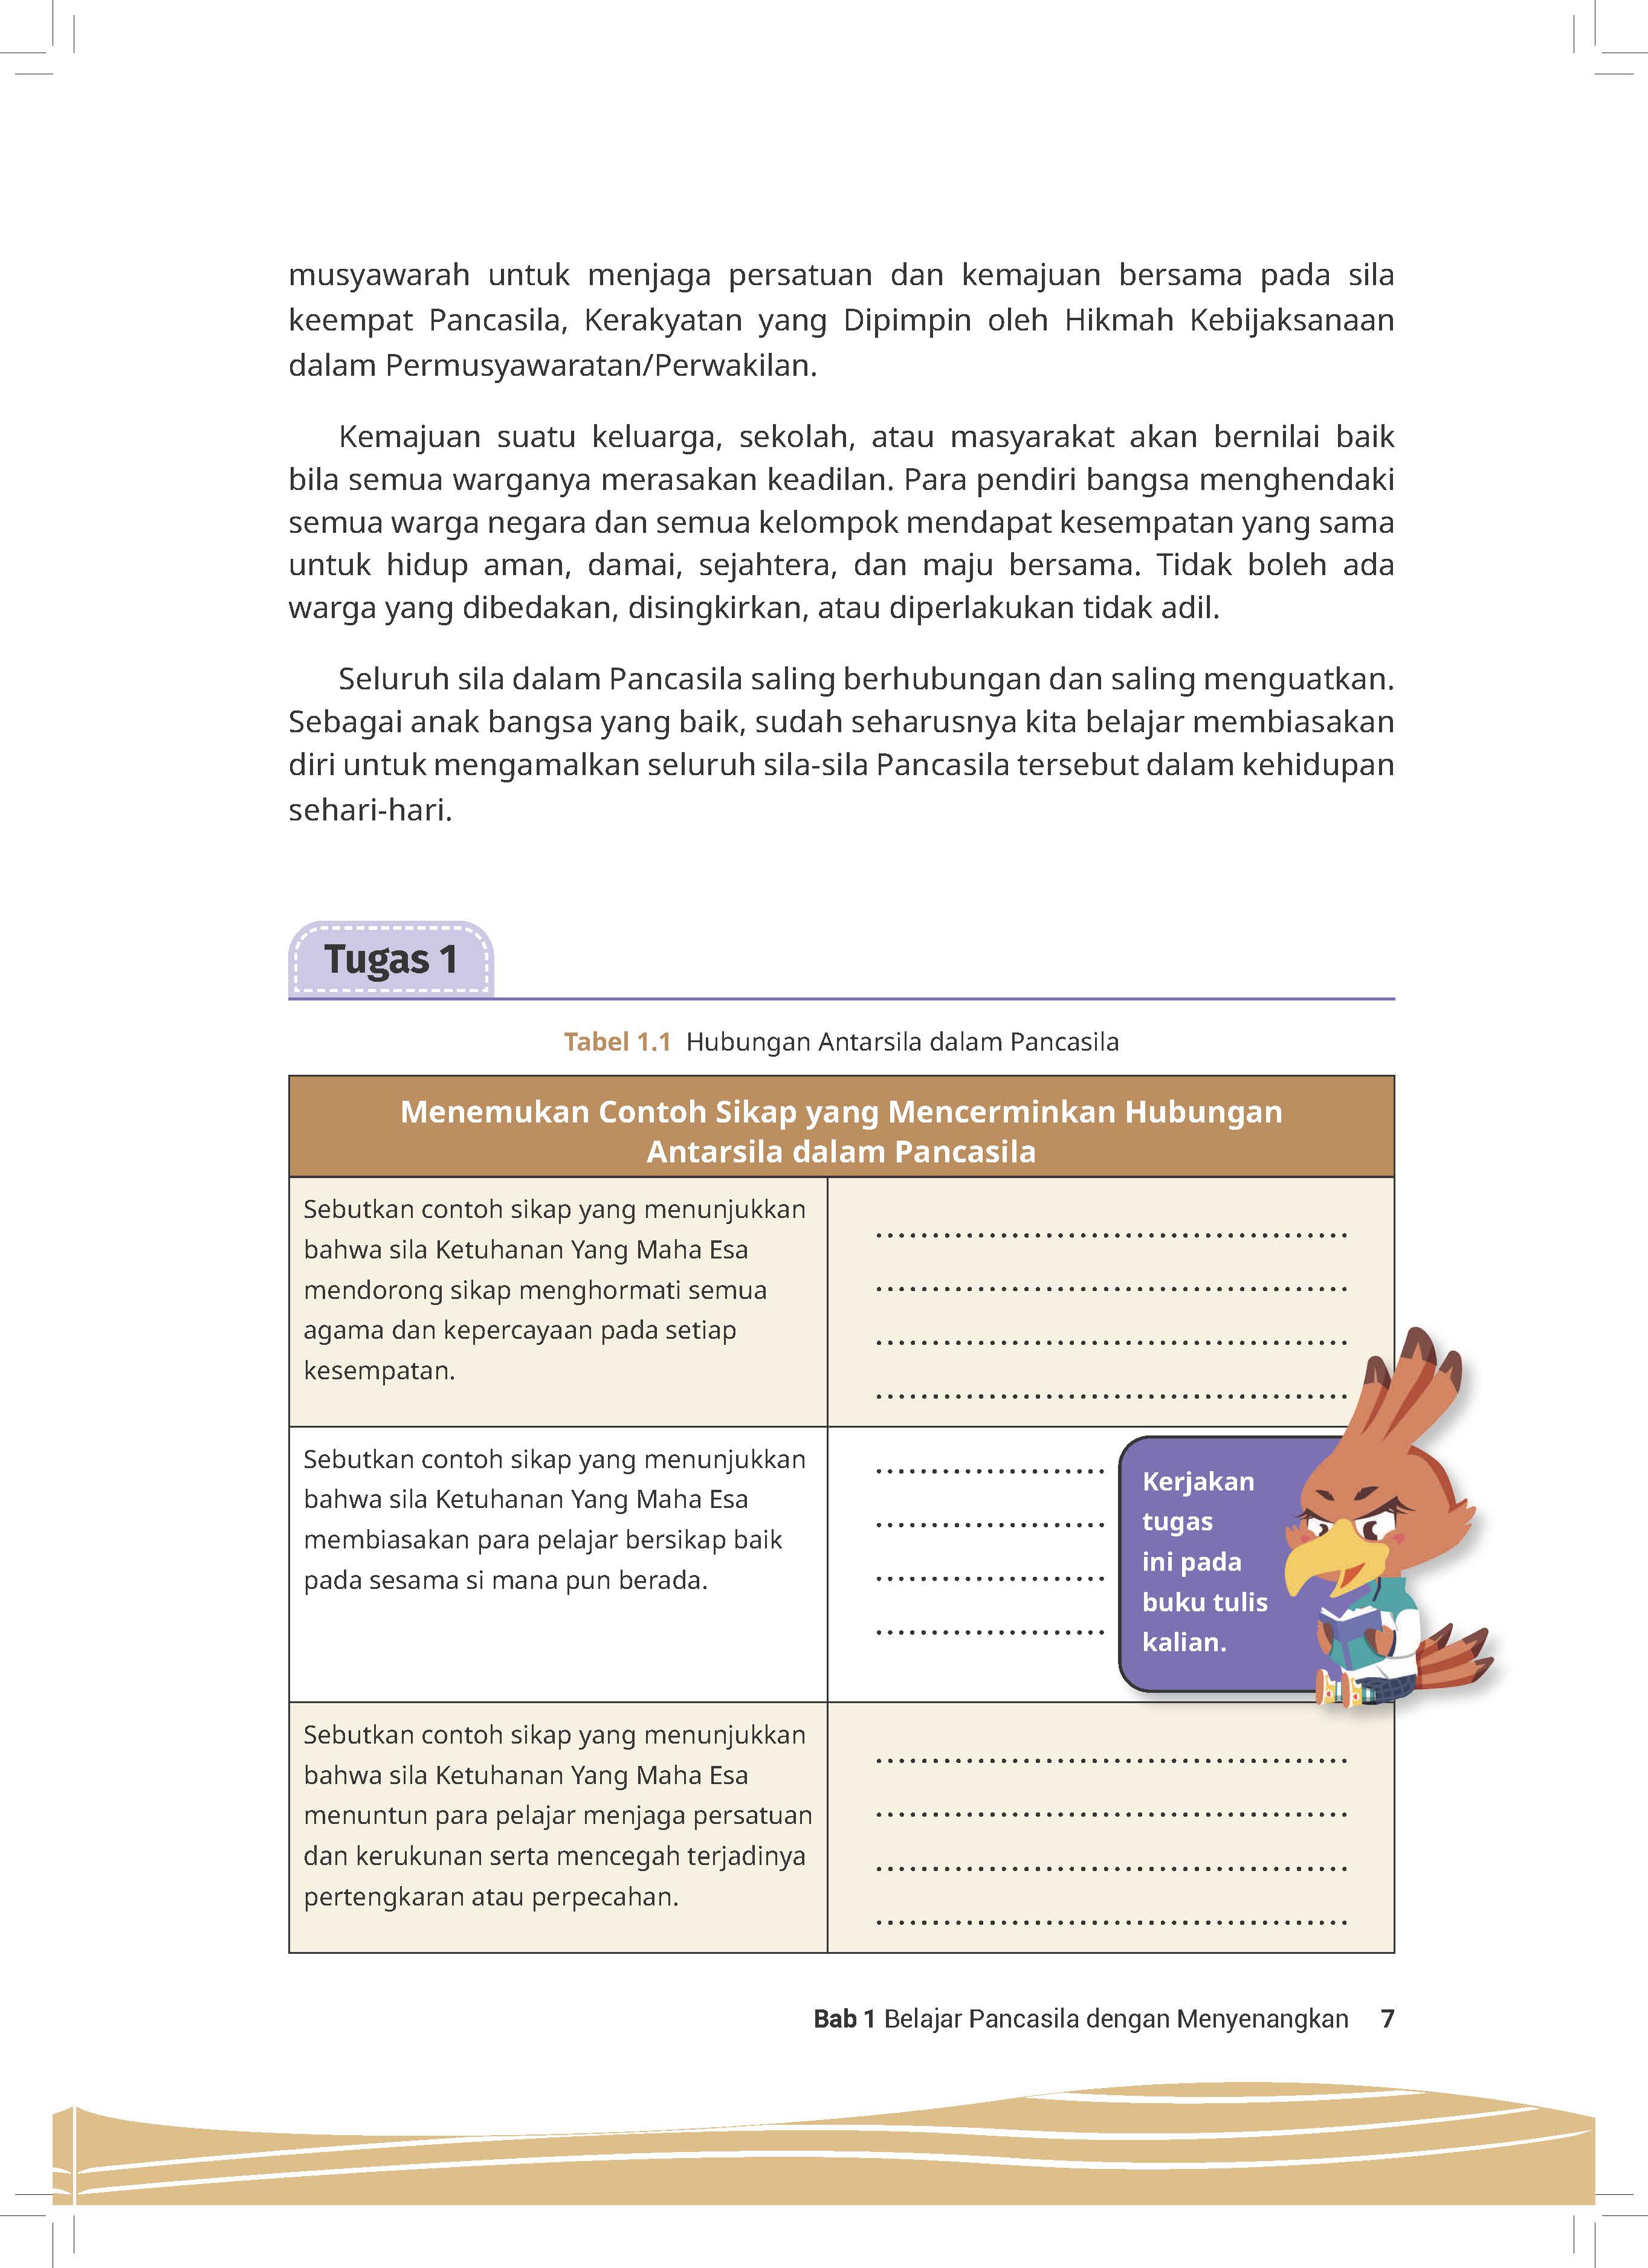 musyawarah untuk menjaga persatuan dan kemajuan bersama pada sila
keempat Pancasila, Kerakyatan yang Dipimpin oleh Hikmah Kebijaksanaan
dalam Permusyawaratan/Perwakilan.
Kemajuan suatu keluarga, sekolah, atau masyarakat akan bernilai baik
bila semua warganya merasakan keadilan. Para pendiri bangsa menghendaki
semua warga negara dan semua kelompok mendapat kesempatan yang sama
untuk hidup aman, damai, sejahtera, dan maju bersama. Tidak boleh ada
warga yang dibedakan, disingkirkan, atau diperlakukan tidak adil.
Seluruh sila dalam Pancasila saling berhubungan dan saling menguatkan.
Sebagai anak bangsa yang baik, sudah seharusnya kita belajar membiasakan
diri untuk mengamalkan seluruh sila-sila Pancasila tersebut dalam kehidupan
sehari-hari.
Tugas 1
Tabel 1.1 Hubungan Antarsila dalam Pancasila
Menemukan Contoh Sikap yang Mencerminkan Hubungan
Antarsila dalam Pancasila
Sebutkan contoh sikap yang menunjukkan
bahwa sila Ketuhanan Yang Maha Esa
mendorong sikap menghormati semua
agama dan kepercayaan pada setiap
kesempatan.
Sebutkan contoh sikap yang menunjukkan
bahwa sila Ketuhanan Yang Maha Esa
membiasakan para pelajar bersikap baik
pada sesama si mana pun berada.
Kerjakan
tugas
ini pada
buku tulis
kalian.
Sebutkan contoh sikap yang menunjukkan
bahwa sila Ketuhanan Yang Maha Esa
menuntun para pelajar menjaga persatuan
dan kerukunan serta mencegah terjadinya
pertengkaran atau perpecahan.
Bab 1 Belajar Pancasila dengan Menyenangkan 7